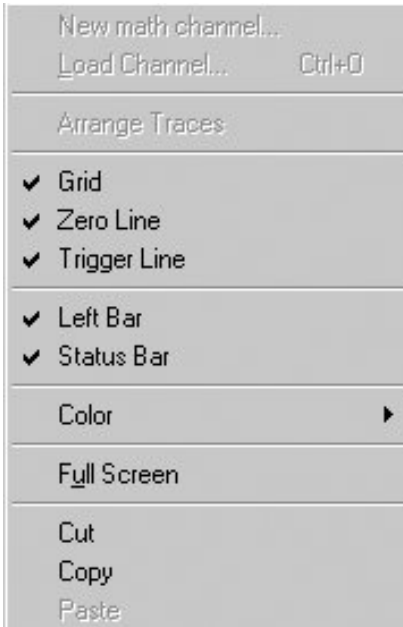 New math channel...
Load Channel... Ctrl+O
Arrange Traces
Grid
Zero Line
Trigger Line
Left Bar
Status Bar
Color
Full Screen
Cut
Copy
Paste